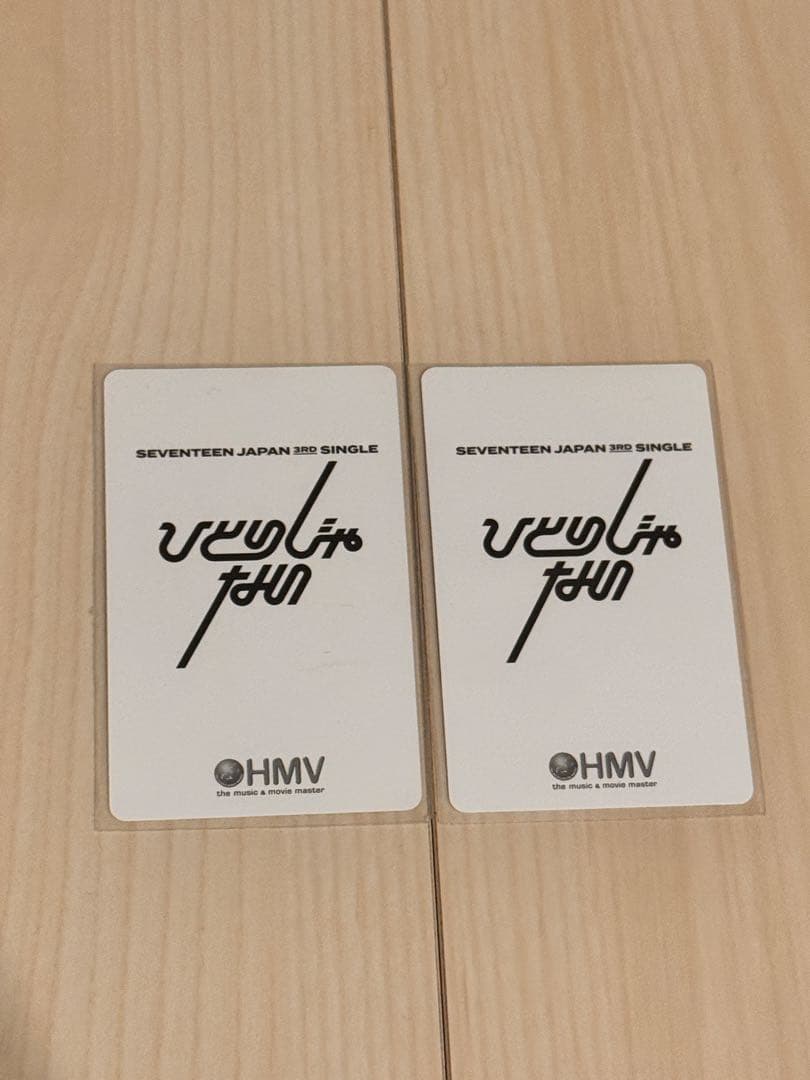 SEVENTEEN JAPAN 3RD SINGLE
ひとりじゃ
ない
HMV
the music & movie master
SEVENTEEN JAPAN 3RD SINGLE
ひとりじゃ
ない
HMV
the music & movie master